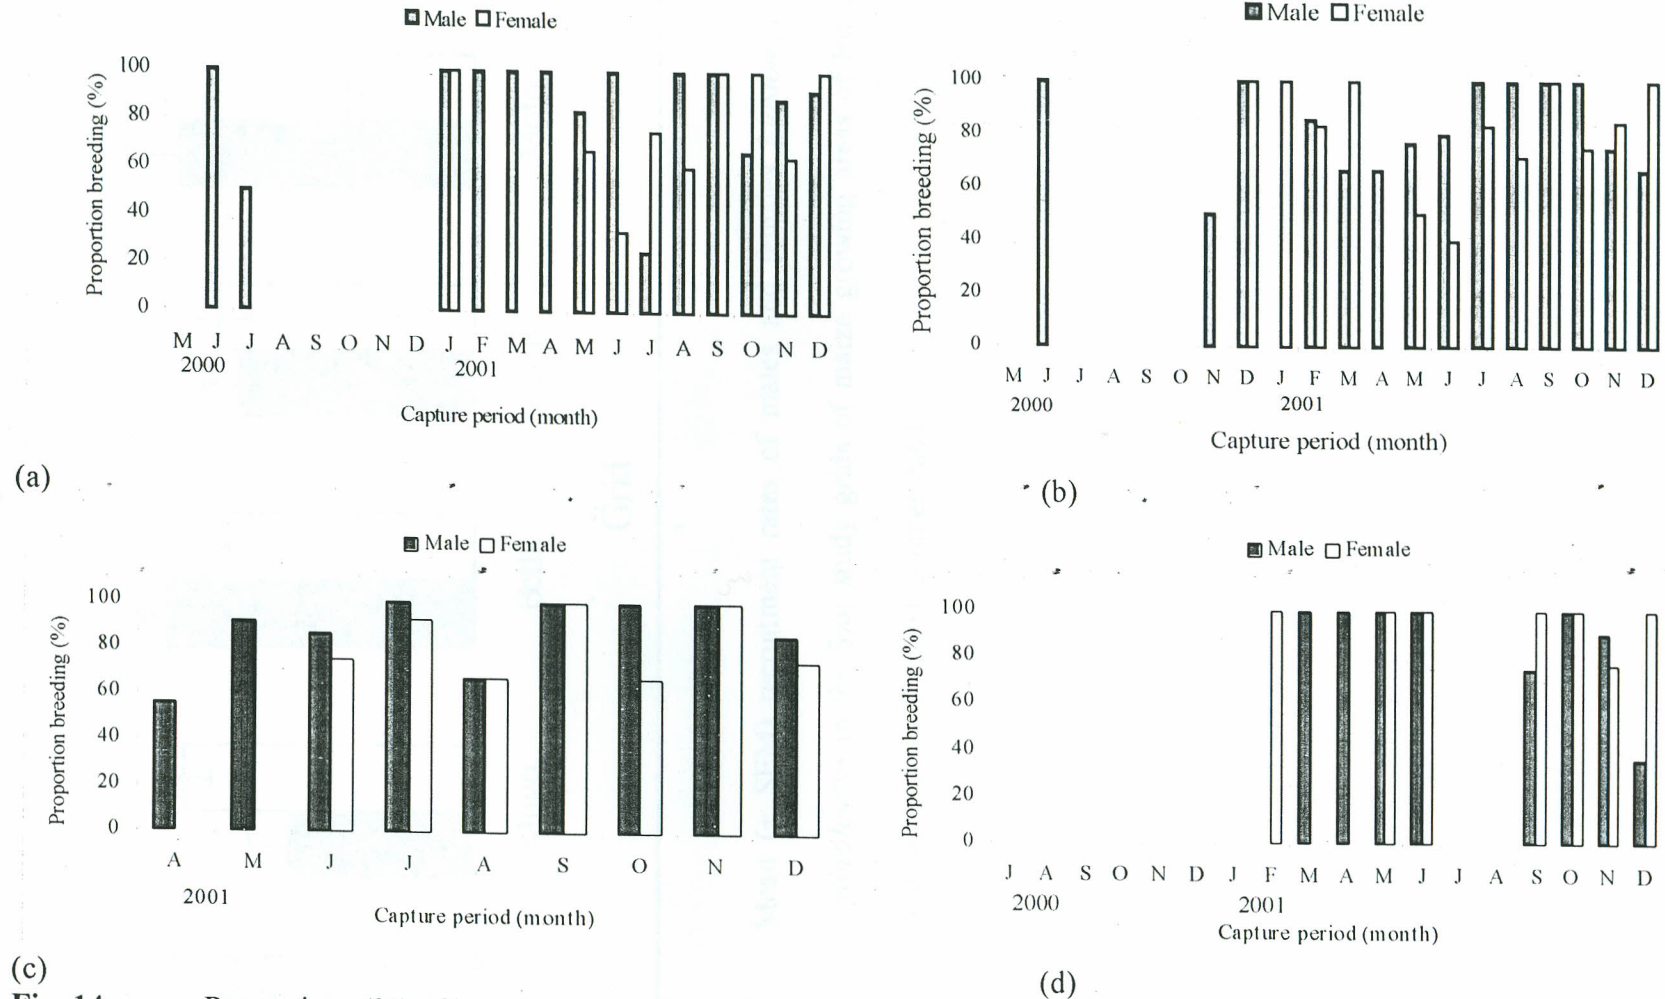 Male Female
Proportion breeding (%)
100
80
60
40
20
0
M J J A S O N D J F M A M J J A S O N D
2000 2001
Capture period (month)
(a)
Male Female
Proportion breeding (%)
100
80
60
40
20
0
M J J A S O N D J F M A M J J A S O N D
2000 2001
Capture period (month)
(b)
Male Female
Proportion breeding (%)
100
80
60
40
20
0
A M J J A S O N D
2001
Capture period (month)
(c)
Male Female
Proportion breeding (%)
100
80
60
40
20
0
J A S O N D J F M A M J J A S O N D
2000 2001
Capture period (month)
(d)